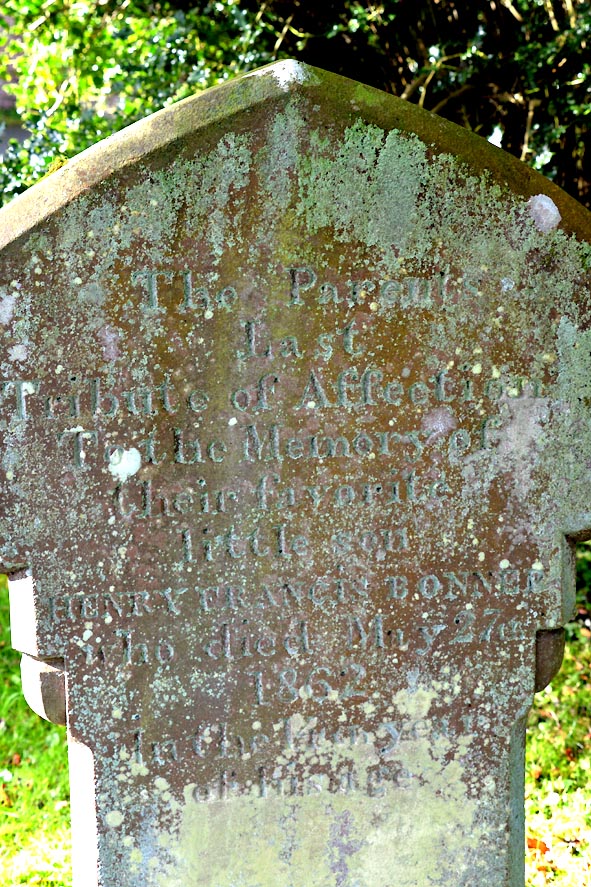 The Parents
Last
Tribute of Affection
To the Memory of
their favorite
little son
HENRY FRANCIS BONNER
who died May 27th
1862
in the year
of his age